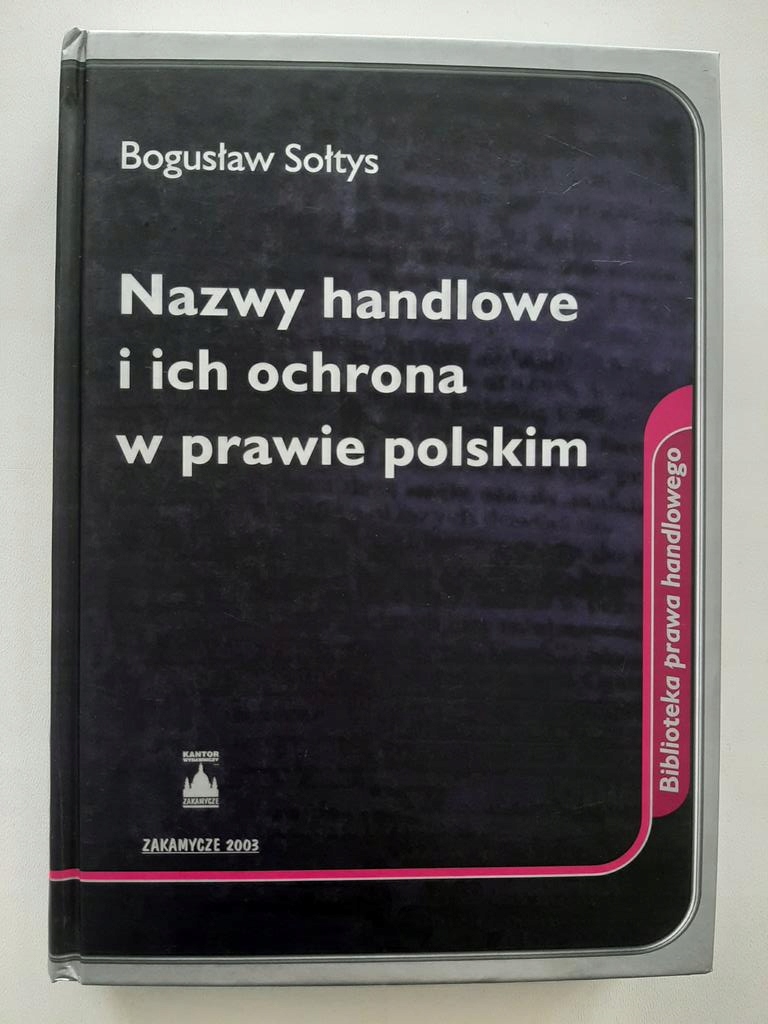 Bogusław Sołtys
Nazwy handlowe
i ich ochrona
w prawie polskim
Biblioteka prawa handlowego
KANTOR
WYDAWNICZY
ZAKAMYCZE
ZAKAMYCZE 2003